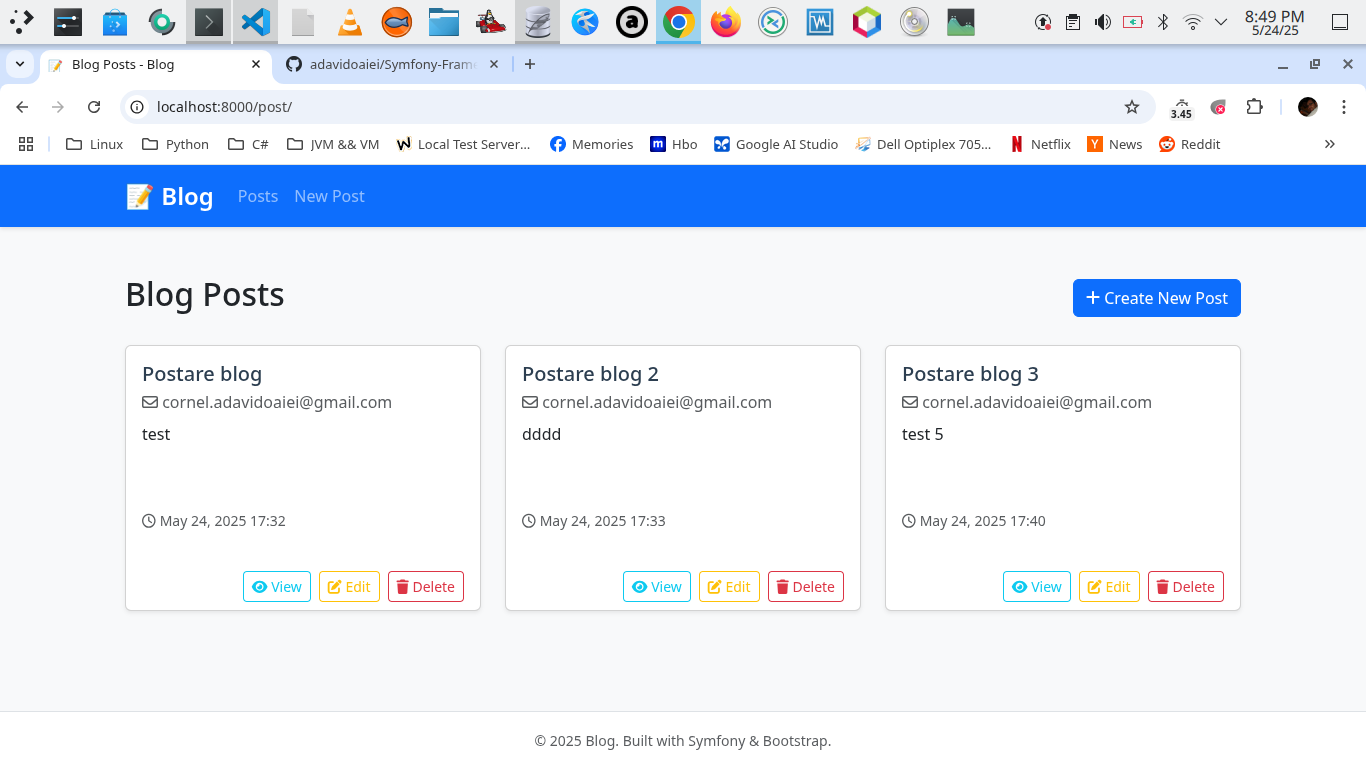 8:49 PM
5/24/25
Blog Posts - Blog
adavidoaiei/Symfony-Frame
localhost:8000/post/
3.45
Linux
Python
C#
JVM && VM
Local Test Server...
Memories
Hbo
Google AI Studio
Dell Optiplex 705...
Netflix
News
Reddit
Blog
Posts
New Post
Blog Posts
Create New Post
Postare blog
cornel.adavidoaiei@gmail.com
test
May 24, 2025 17:32
View Edit Delete
Postare blog 2
cornel.adavidoaiei@gmail.com
dddd
May 24, 2025 17:33
View Edit Delete
Postare blog 3
cornel.adavidoaiei@gmail.com
test 5
May 24, 2025 17:40
View Edit Delete
© 2025 Blog. Built with Symfony & Bootstrap.